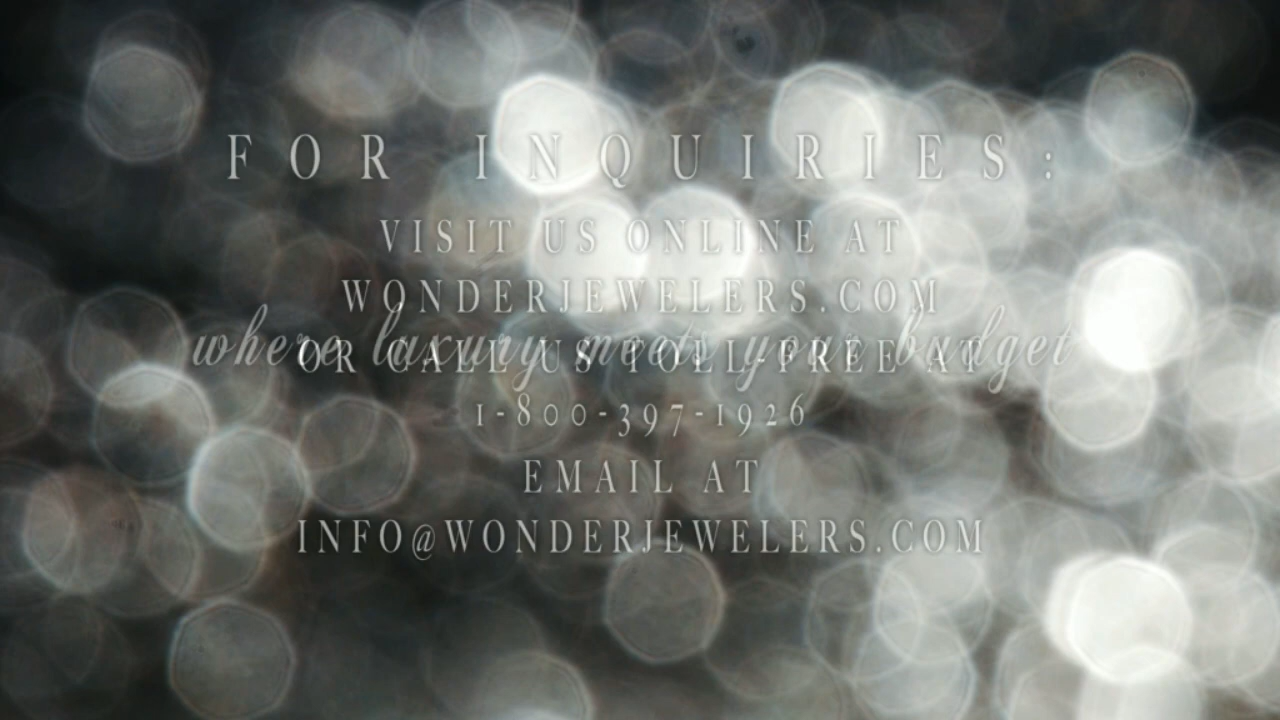 FOR INQUIRIES:
VISIT US ONLINE AT
WONDERJEWELERS.COM
where luxury meets your budget
OR CALL US TOLL-FREE AT
1-800-397-1926
EMAIL AT
INFO@WONDERJEWELERS.COM